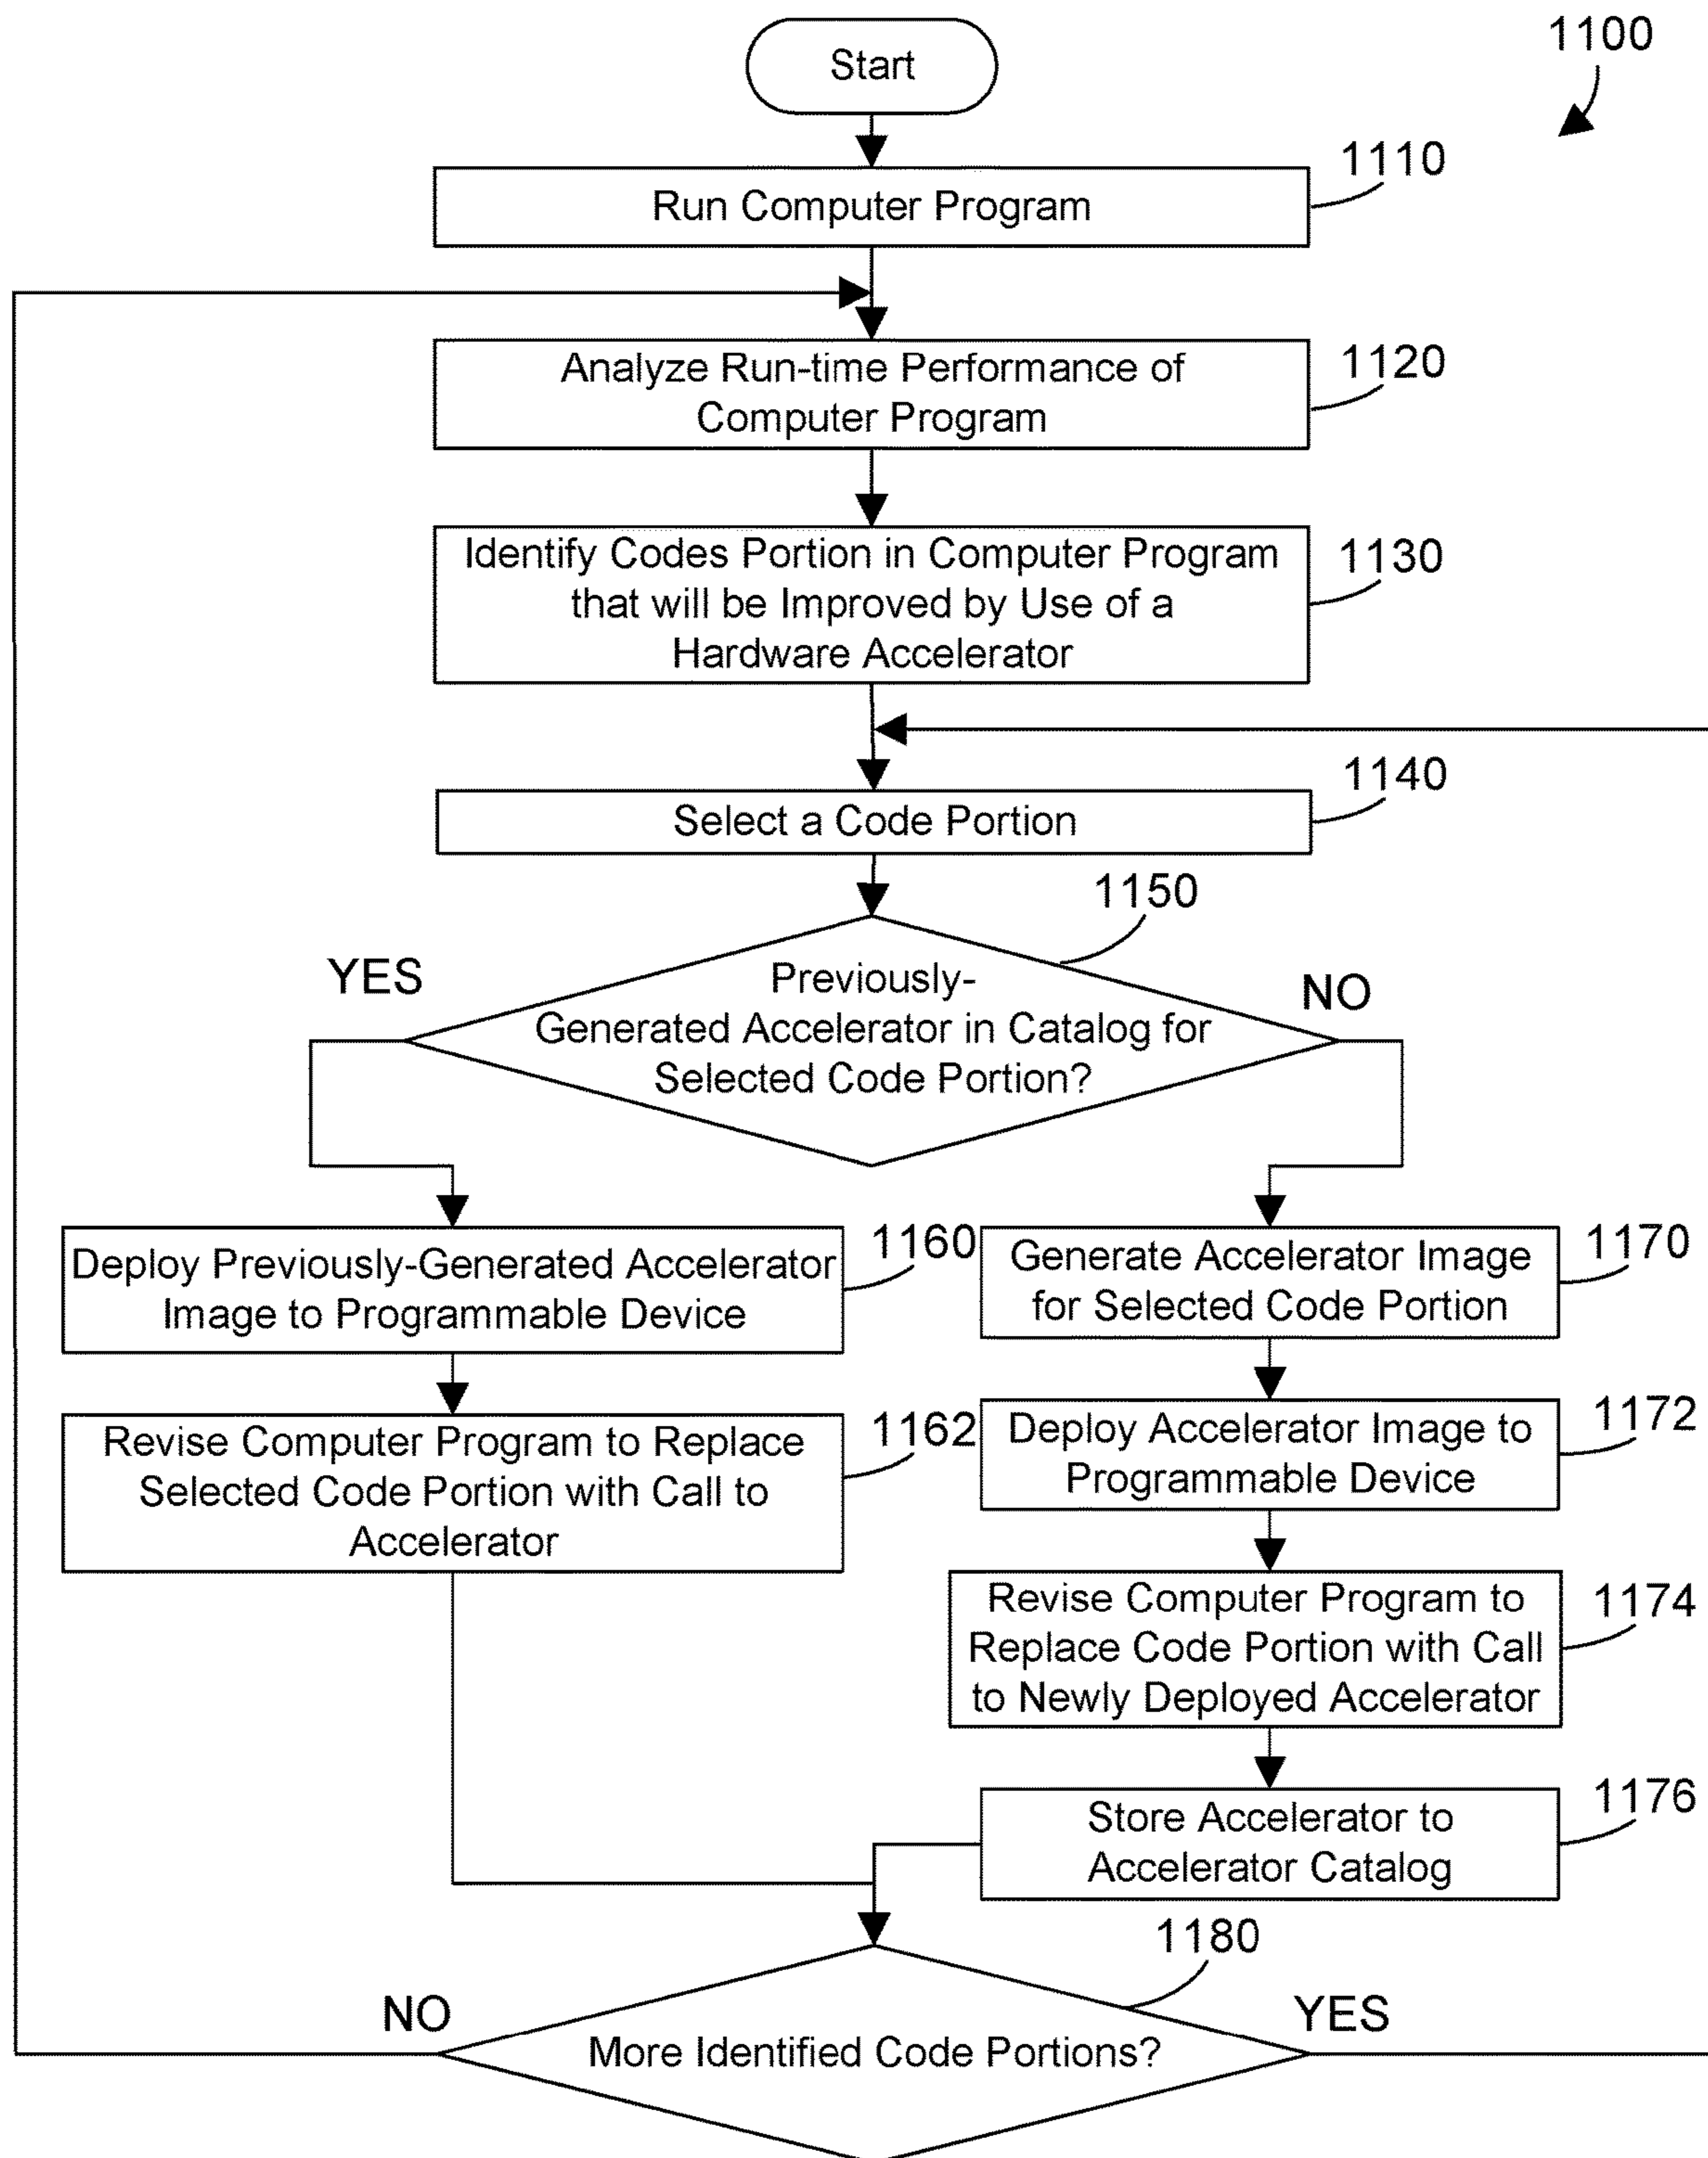 Start
1100
1110
Run Computer Program
1120
Analyze Run-time Performance of
Computer Program
1130
Identify Codes Portion in Computer Program
that will be Improved by Use of a
Hardware Accelerator
1140
Select a Code Portion
1150
YES
NO
Previously-
Generated Accelerator in Catalog for
Selected Code Portion?
1160
Deploy Previously-Generated Accelerator
Image to Programmable Device
1162
Revise Computer Program to Replace
Selected Code Portion with Call to
Accelerator
1170
Generate Accelerator Image
for Selected Code Portion
1172
Deploy Accelerator Image to
Programmable Device
1174
Revise Computer Program to
Replace Code Portion with Call
to Newly Deployed Accelerator
1176
Store Accelerator to
Accelerator Catalog
1180
NO
YES
More Identified Code Portions?